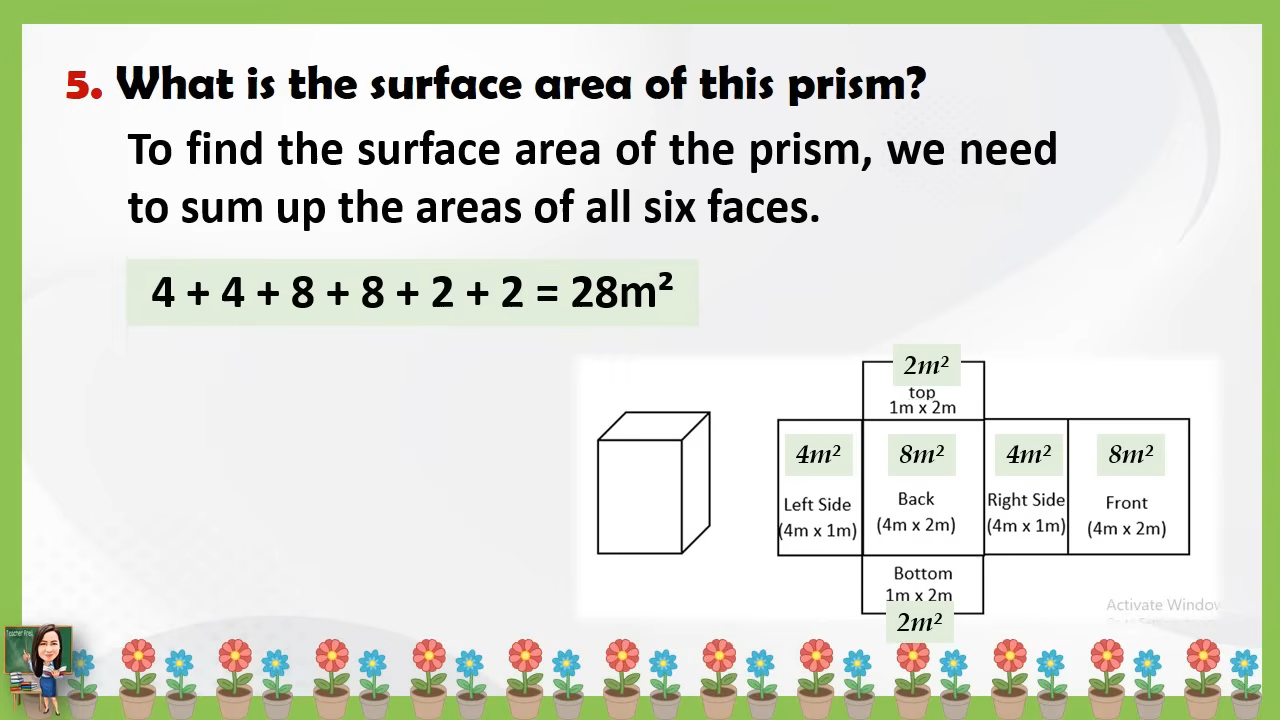 5. What is the surface area of this prism?
To find the surface area of the prism, we need
to sum up the areas of all six faces.
4 + 4 + 8 + 8 + 2 + 2 = 28m²
2m²
top
1m x 2m
4m²
8m²
4m²
8m²
Left Side
(4m x 1m)
Back
(4m x 2m)
Right Side
(4m x 1m)
Front
(4m x 2m)
Bottom
1m x 2m
2m²
Activate Window